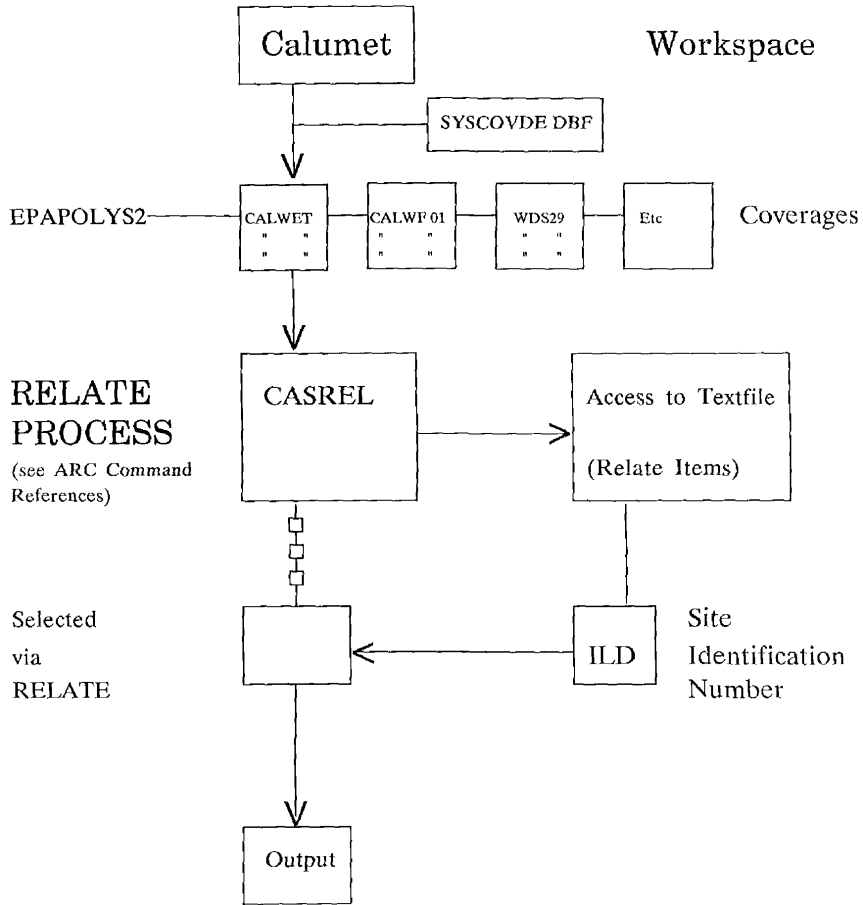 Calumet
Workspace
SYSCOVDE DBF
EPAPOLYS2
CALWET
" "
" "
CALWF 01
" "
" "
WDS29
" "
" "
Etc
Coverages
RELATE
PROCESS
(see ARC Command
References)
CASREL
Access to Textfile
(Relate Items)
Selected
via
RELATE
ILD
Site
Identification
Number
Output